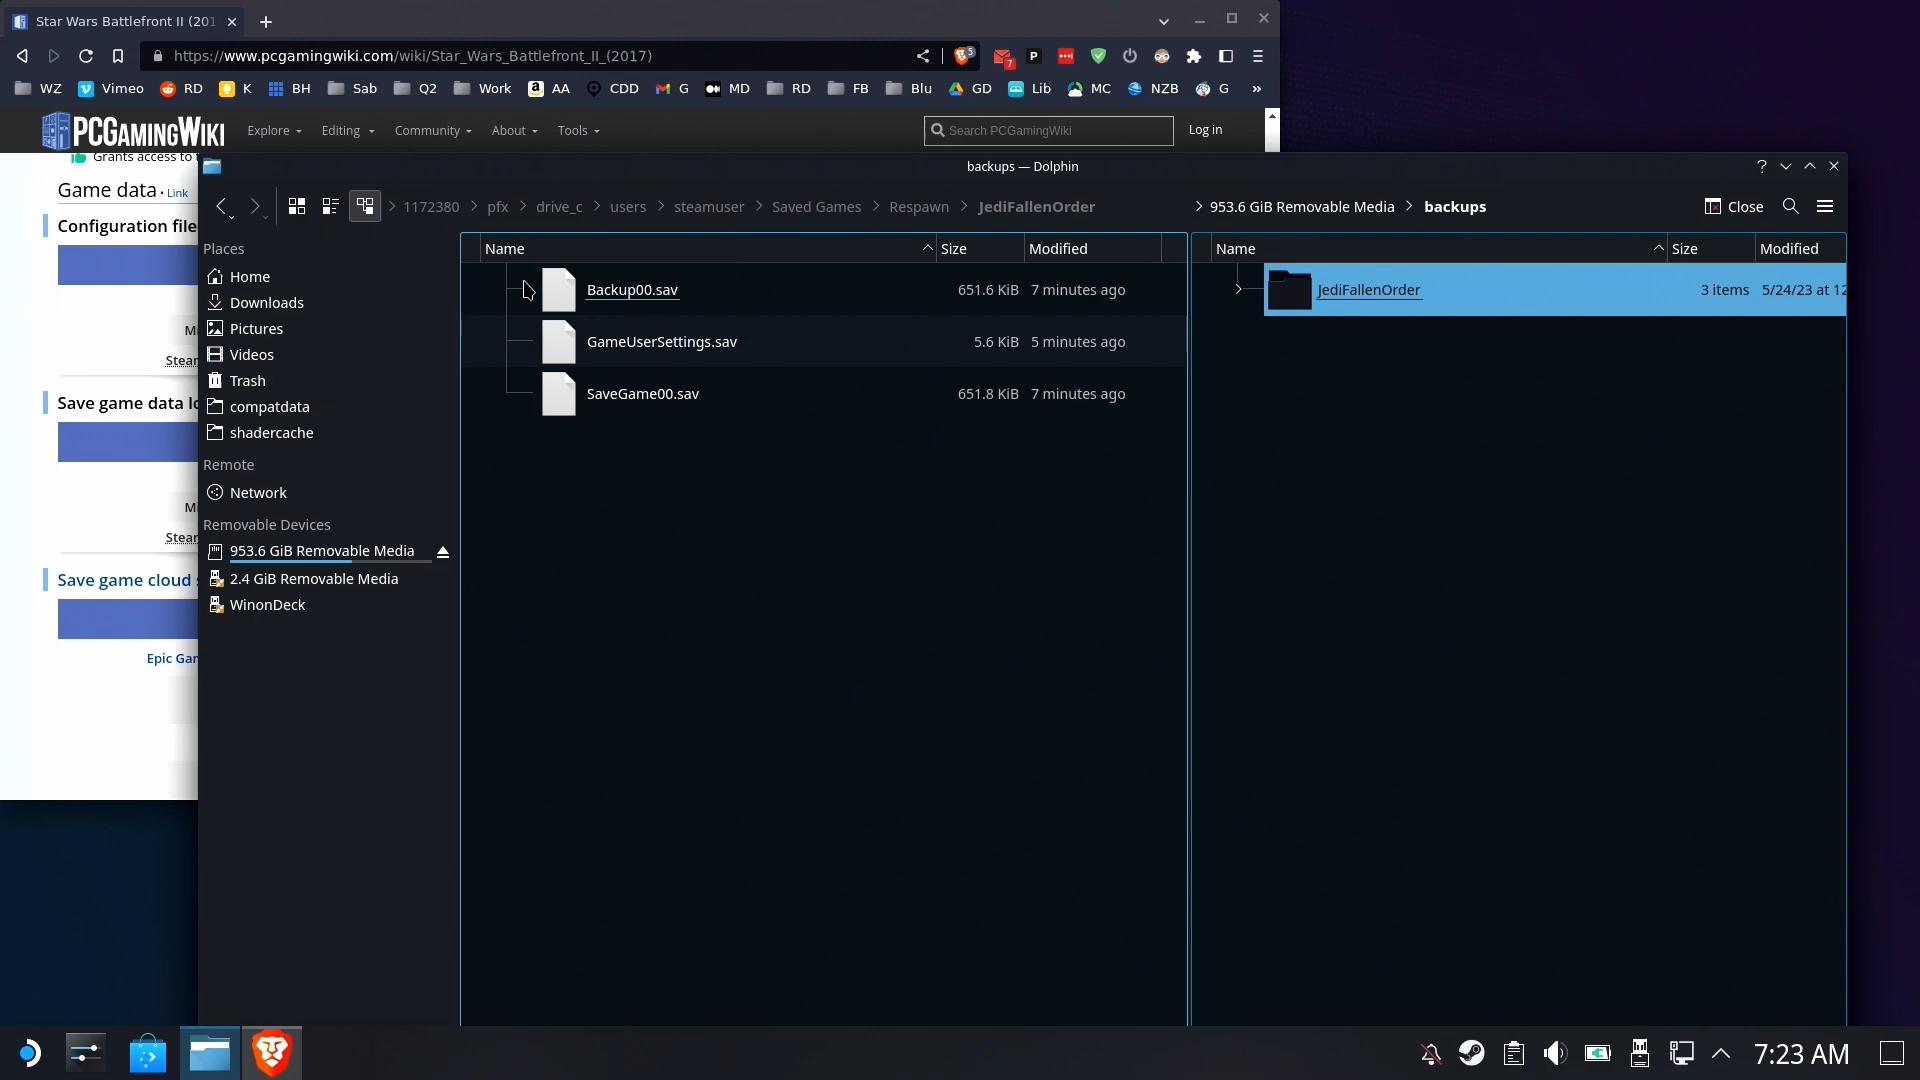 Star Wars Battlefront II (201
https://www.pcgamingwiki.com/wiki/Star_Wars_Battlefront_II_(2017)
5
7
P
WZ Vimeo RD K BH Sab Q2 Work AA CDD G MD RD FB Blu GD Lib MC NZB G »
PCGamingWiki Explore Editing Community About Tools Search PCGamingWiki Log in
Grants access to
Game data · Link
Configuration file
Mi
Steam
Save game data lo
Mi
Steam
Save game cloud
Epic Gam
backups — Dolphin
1172380 > pfx > drive_c > users > steamuser > Saved Games > Respawn > JediFallenOrder
> 953.6 GiB Removable Media > backups Close
Places
Home
Downloads
Pictures
Videos
Trash
compatdata
shadercache
Remote
Network
Removable Devices
953.6 GiB Removable Media
2.4 GiB Removable Media
WinonDeck
Name Size Modified
Backup00.sav 651.6 KiB 7 minutes ago
GameUserSettings.sav 5.6 KiB 5 minutes ago
SaveGame00.sav 651.8 KiB 7 minutes ago
Name Size Modified
JediFallenOrder 3 items 5/24/23 at 12
7:23 AM